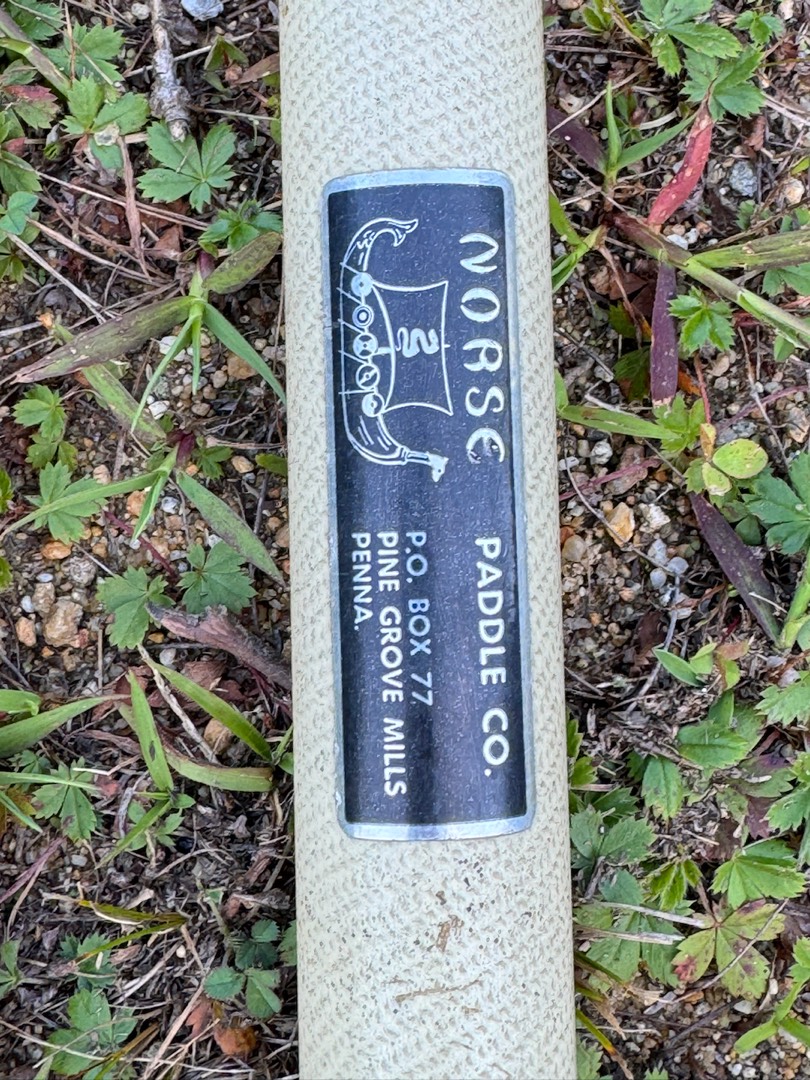 NORSE
PADDLE CO.
P.O. BOX 77
PINE GROVE MILLS
PENNA.